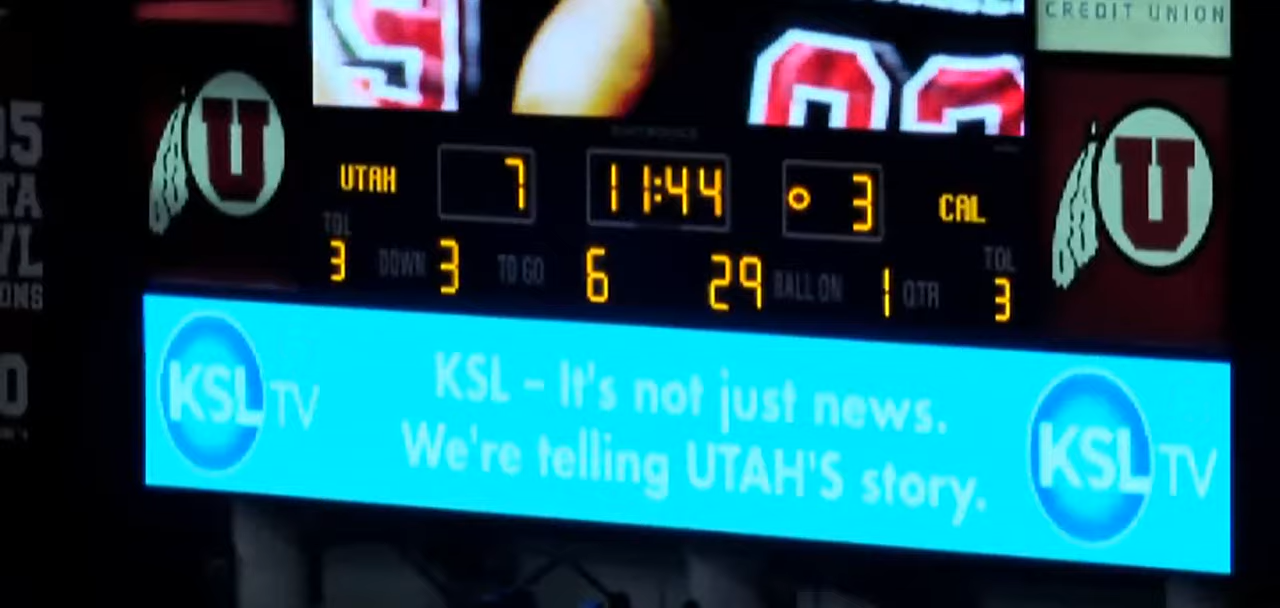 CREDIT UNION
U
U
UTAH 7 11:44 3 CAL
TOL TOL
3 DOWN 3 TO GO 6 29 BALL ON 1 QTR 3
KSL TV
KSL – It's not just news.
We're telling UTAH'S story.
KSL TV